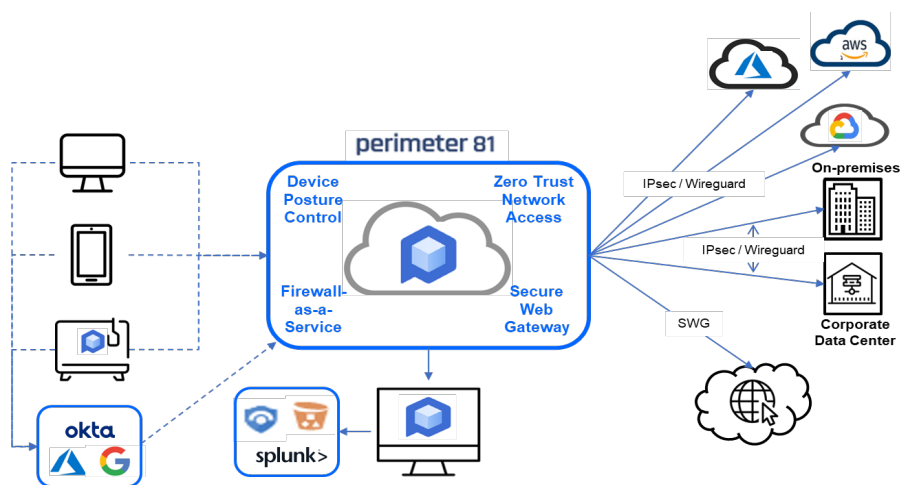 aws
perimeter 81
Device
Posture
Control
Zero Trust
Network
Access
Firewall-
as-a-
Service
Secure
Web
Gateway
IPsec / Wireguard
On-premises
IPsec / Wireguard
Corporate
Data Center
SWG
okta
splunk>